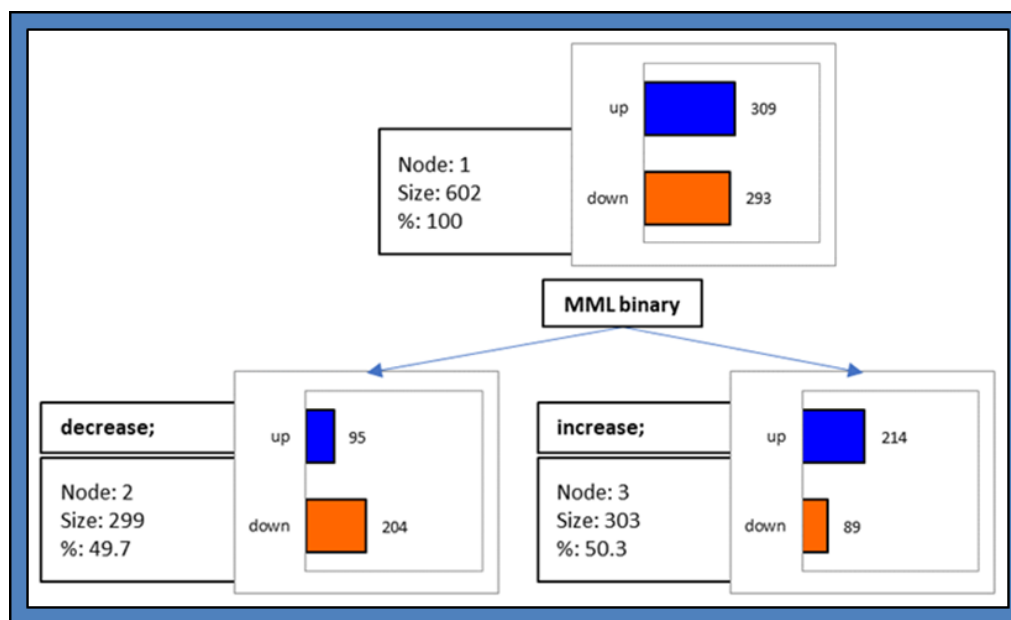 up 309
Node: 1
Size: 602
down 293
%: 100
MML binary
decrease;
up 95
Node: 2
Size: 299
down 204
%: 49.7
increase;
up 214
Node: 3
Size: 303
down 89
%: 50.3